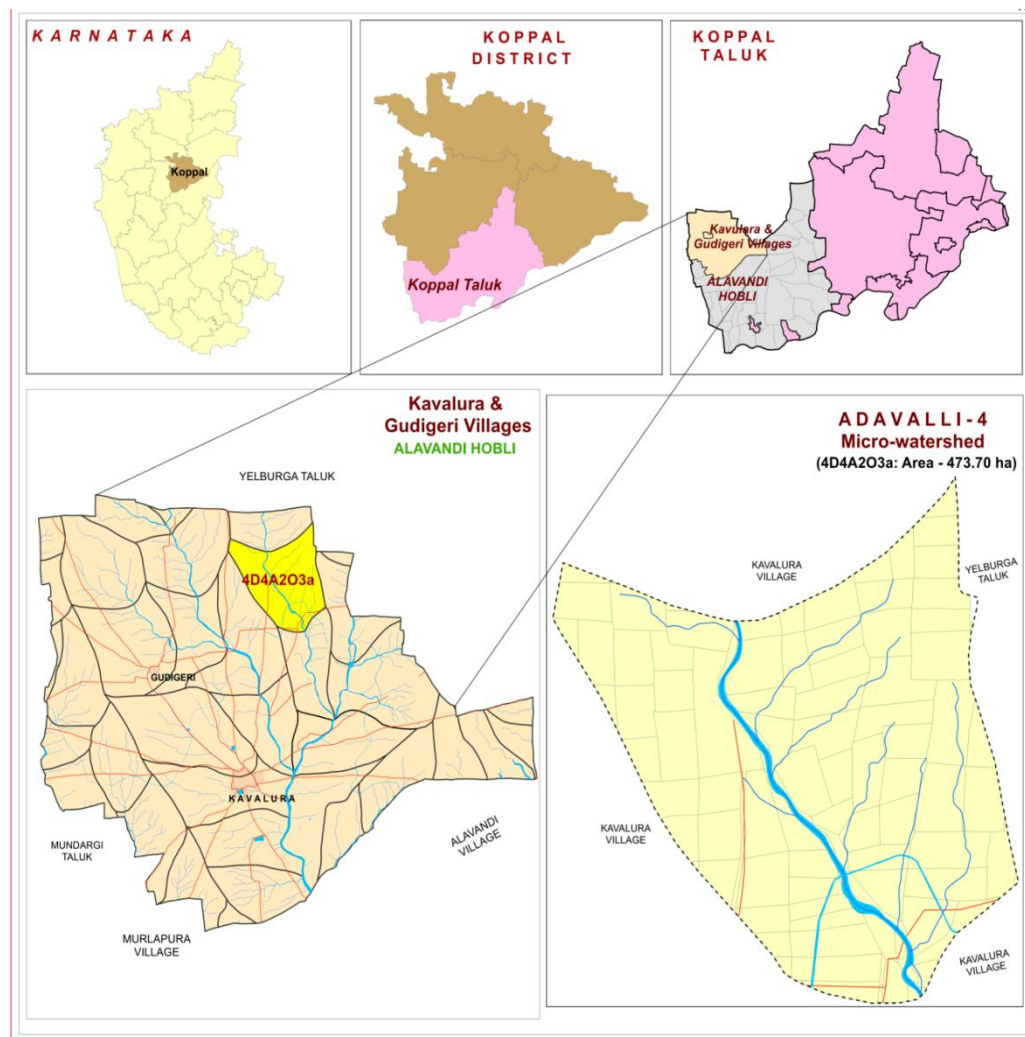 KARNATAKA
Koppal
KOPPAL
DISTRICT
Koppal Taluk
KOPPAL
TALUK
Kavulara &
Gudigeri Villages
ALAVANDI
HOBLI
Kavalura &
Gudigeri Villages
ALAVANDI HOBLI
YELBURGA TALUK
4D4A2O3a
GUDIGERI
KAVALURA
MUNDARGI
TALUK
ALAVANDI
VILLAGE
MURLAPURA
VILLAGE
ADAVALLI-4
Micro-watershed
(4D4A2O3a: Area - 473.70 ha)
KAVALURA
VILLAGE
YELBURGA
TALUK
KAVALURA
VILLAGE
KAVALURA
VILLAGE